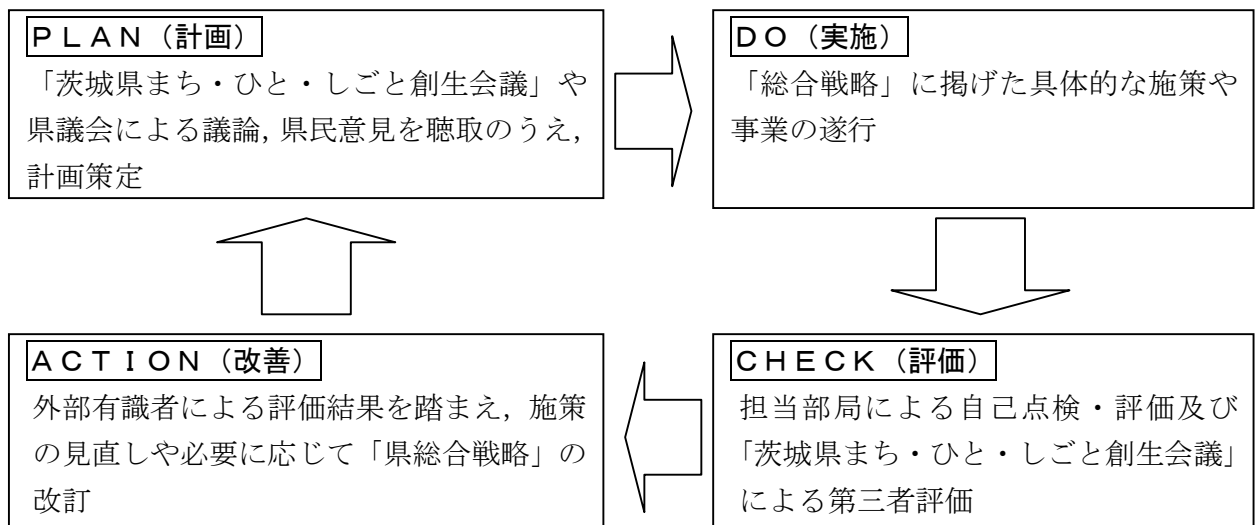 ＰＬＡＮ（計画）
「茨城県まち・ひと・しごと創生会議」や
県議会による議論，県民意見を聴取のうえ，
計画策定
ＤＯ（実施）
「総合戦略」に掲げた具体的な施策や
事業の遂行
ＡＣＴＩＯＮ（改善）
外部有識者による評価結果を踏まえ，施策
の見直しや必要に応じて「県総合戦略」の
改訂
ＣＨＥＣＫ（評価）
担当部局による自己点検・評価及び
「茨城県まち・ひと・しごと創生会議」
による第三者評価